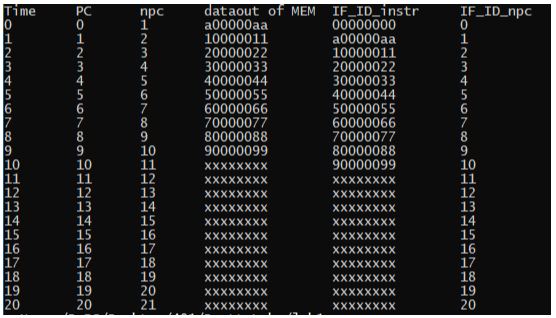 Time PC npc dataout of MEM IF_ID_instr IF_ID_npc
0 0 1 a00000aa 00000000 0
1 1 2 10000011 a00000aa 1
2 2 3 20000022 10000011 2
3 3 4 30000033 20000022 3
4 4 5 40000044 30000033 4
5 5 6 50000055 40000044 5
6 6 7 60000066 50000055 6
7 7 8 70000077 60000066 7
8 8 9 80000088 70000077 8
9 9 10 90000099 80000088 9
10 10 11 xxxxxxxx 90000099 10
11 11 12 xxxxxxxx xxxxxxxx 11
12 12 13 xxxxxxxx xxxxxxxx 12
13 13 14 xxxxxxxx xxxxxxxx 13
14 14 15 xxxxxxxx xxxxxxxx 14
15 15 16 xxxxxxxx xxxxxxxx 15
16 16 17 xxxxxxxx xxxxxxxx 16
17 17 18 xxxxxxxx xxxxxxxx 17
18 18 19 xxxxxxxx xxxxxxxx 18
19 19 20 xxxxxxxx xxxxxxxx 19
20 20 21 xxxxxxxx xxxxxxxx 20